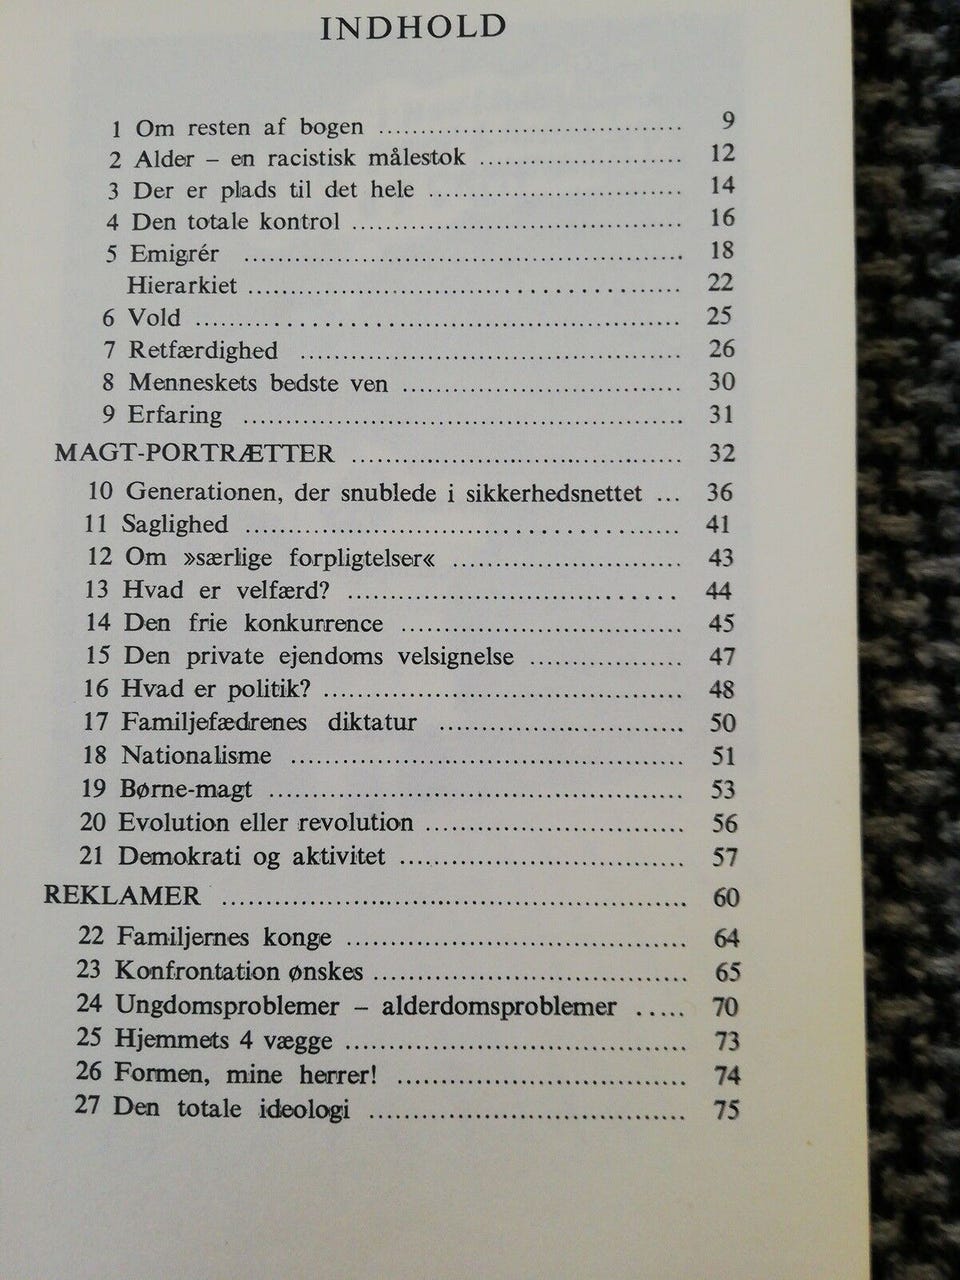 INDHOLD
1 Om resten af bogen ........ 9
2 Alder – en racistisk målestok ........ 12
3 Der er plads til det hele ........ 14
4 Den totale kontrol ........ 16
5 Emigrér ........ 18
Hierarkiet ........ 22
6 Vold ........ 25
7 Retfærdighed ........ 26
8 Menneskets bedste ven ........ 30
9 Erfaring ........ 31
MAGT-PORTRÆTTER ........ 32
10 Generationen, der snublede i sikkerhedsnettet ... 36
11 Saglighed ........ 41
12 Om »særlige forpligtelser« ........ 43
13 Hvad er velfærd? ........ 44
14 Den frie konkurrence ........ 45
15 Den private ejendoms velsignelse ........ 47
16 Hvad er politik? ........ 48
17 Familjefædrenes diktatur ........ 50
18 Nationalisme ........ 51
19 Børne-magt ........ 53
20 Evolution eller revolution ........ 56
21 Demokrati og aktivitet ........ 57
REKLAMER ........ 60
22 Familjernes konge ........ 64
23 Konfrontation ønskes ........ 65
24 Ungdomsproblemer – alderdomsproblemer ..... 70
25 Hjemmets 4 vægge ........ 73
26 Formen, mine herrer! ........ 74
27 Den totale ideologi ........ 75